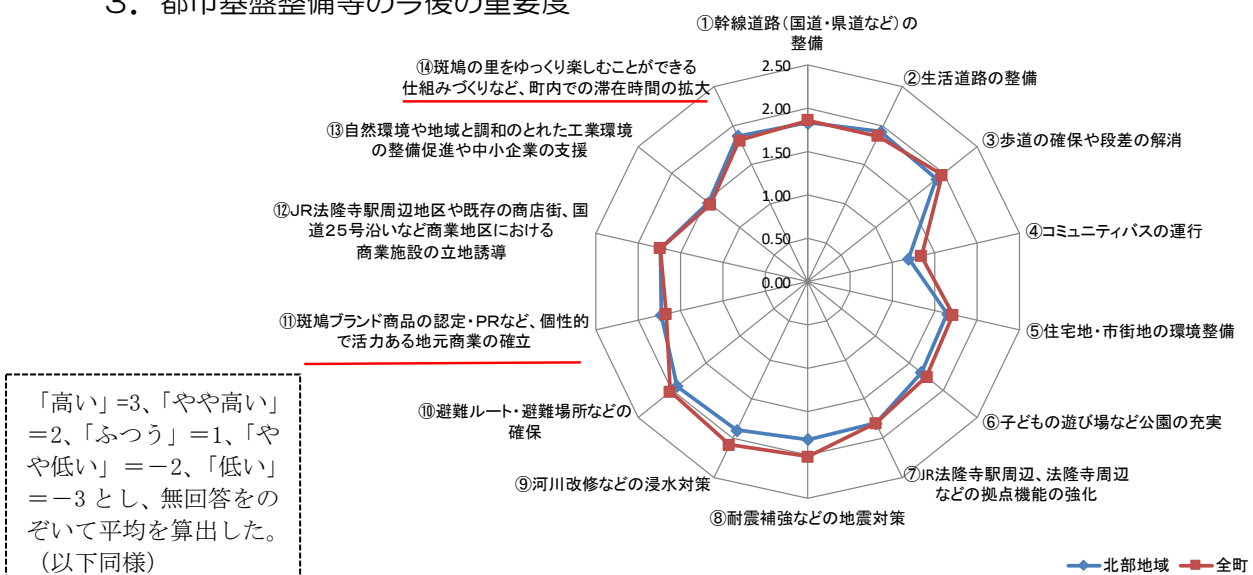 ３．都市基盤整備等の今後の重要度
①幹線道路（国道・県道など）の
整備
②生活道路の整備
③歩道の確保や段差の解消
④コミュニティバスの運行
⑤住宅地・市街地の環境整備
⑥子どもの遊び場など公園の充実
⑦JR法隆寺駅周辺、法隆寺周辺
などの拠点機能の強化
⑧耐震補強などの地震対策
⑨河川改修などの浸水対策
⑩避難ルート・避難場所などの
確保
⑪斑鳩ブランド商品の認定・PRなど、個性的
で活力ある地元商業の確立
⑫JR法隆寺駅周辺地区や既存の商店街、国
道25号沿いなど商業地区における
商業施設の立地誘導
⑬自然環境や地域と調和のとれた工業環境
の整備促進や中小企業の支援
⑭斑鳩の里をゆっくり楽しむことができる
仕組みづくりなど、町内での滞在時間の拡大
2.50
2.00
1.50
1.00
0.50
0.00
「高い」=3、「やや高い」
＝2、「ふつう」＝1、「や
や低い」＝－2、「低い」
＝－3 とし、無回答をの
ぞいて平均を算出した。
（以下同様）
北部地域
全町